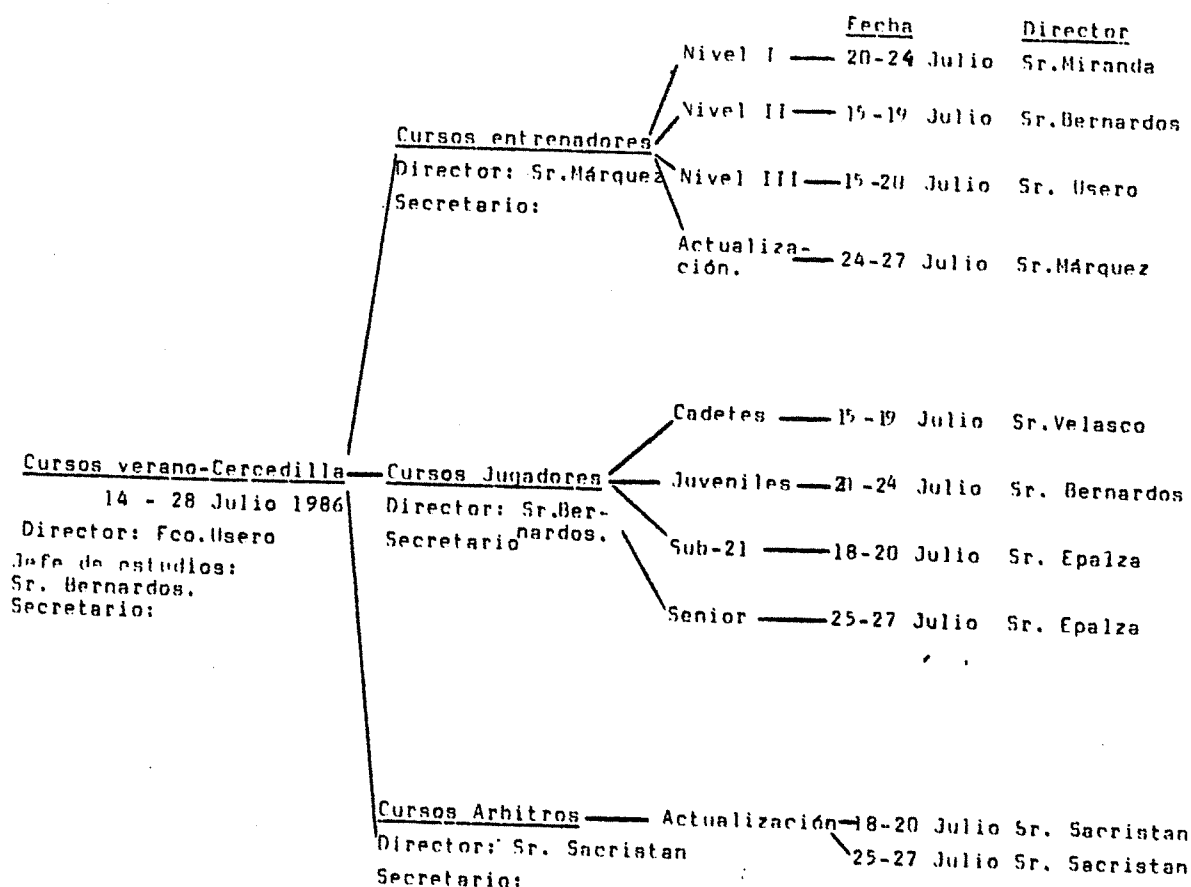 Fecha Director
Nivel I 20-24 Julio Sr.Miranda
Nivel II 15-19 Julio Sr.Bernardos
Cursos entrenadores
Director: Sr.Márquez
Secretario:
Nivel III 15-20 Julio Sr. Usero
Actualiza-
ción.
24-27 Julio Sr.Márquez
Cadetes 15-19 Julio Sr.Velasco
Cursos verano-Cercedilla
14 - 28 Julio 1986
Director: Fco.Usero
Jefe de estudios:
Sr. Bernardos.
Secretario:
Cursos Jugadores
Director: Sr.Ber-
nardos.
Secretario
Juveniles 21-24 Julio Sr. Bernardos
Sub-21 18-20 Julio Sr. Epalza
Senior 25-27 Julio Sr. Epalza
Cursos Arbitros Actualización 18-20 Julio Sr. Sacristan
25-27 Julio Sr. Sacristan
Director: Sr. Sacristan
Secretario: